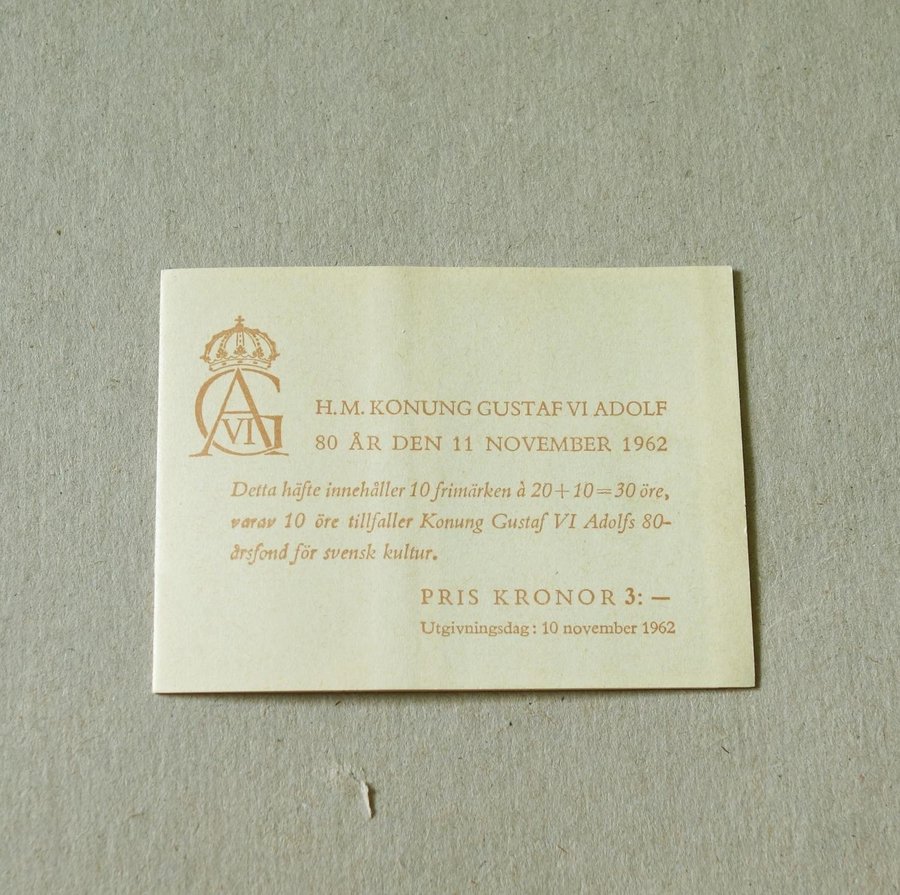 GA VI
H.M. KONUNG GUSTAF VI ADOLF
80 ÅR DEN 11 NOVEMBER 1962
Detta häfte innehåller 10 frimärken à 20+10=30 öre,
varav 10 öre tillfaller Konung Gustaf VI Adolfs 80-
årsfond för svensk kultur.
PRIS KRONOR 3: —
Utgivningsdag: 10 november 1962